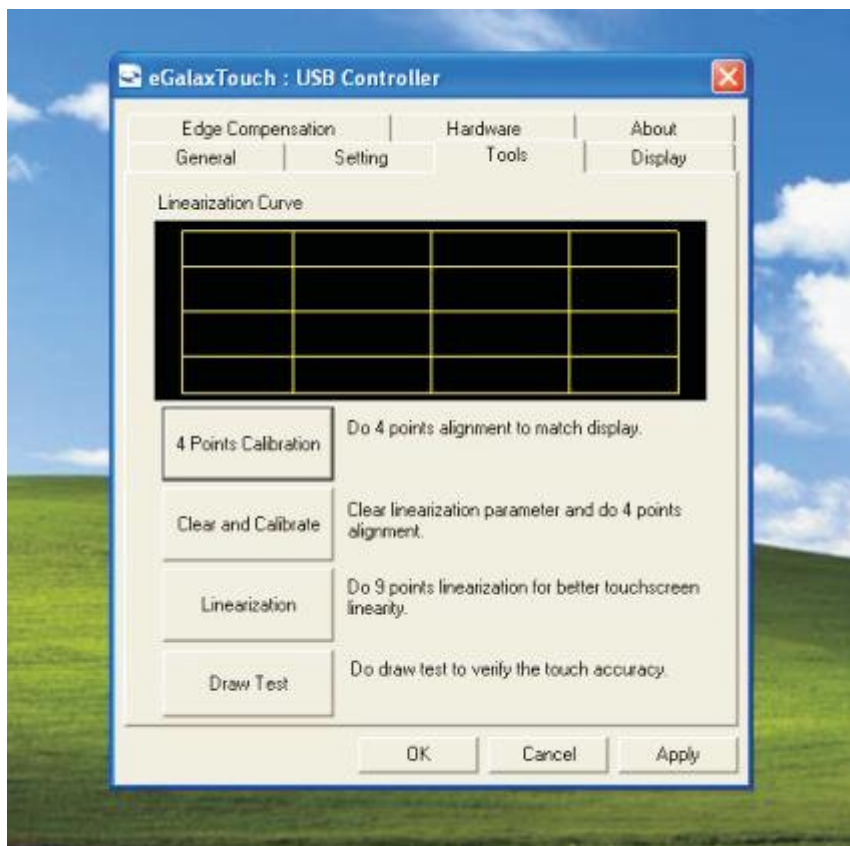 eGalaxTouch : USB Controller
Edge Compensation Hardware About
General Setting Tools Display
Linearization Curve
4 Points Calibration
Do 4 points alignment to match display.
Clear and Calibrate
Clear linearization parameter and do 4 points
alignment.
Linearization
Do 9 points linearization for better touchscreen
linearity.
Draw Test
Do draw test to verify the touch accuracy.
OK Cancel Apply